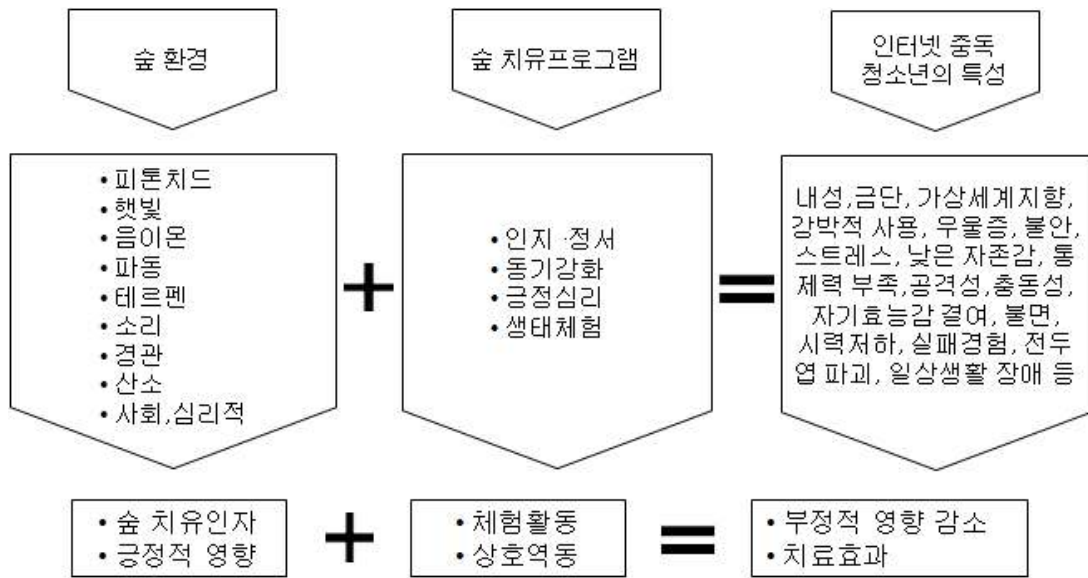 숲 환경
숲 치유프로그램
인터넷 중독
청소년의 특성
• 피톤치드
• 햇빛
• 음이온
• 파동
• 테르펜
• 소리
• 경관
• 산소
• 사회,심리적
+
• 인지 ·정서
• 동기강화
• 긍정심리
• 생태체험
=
내성,금단, 가상세계지향,
강박적 사용, 우울증, 불안,
스트레스, 낮은 자존감, 통
제력 부족,공격성,충동성,
자기효능감 결여, 불면,
시력저하, 실패경험, 전두
엽 파괴, 일상생활 장애 등
• 숲 치유인자
• 긍정적 영향
+
• 체험활동
• 상호역동
=
• 부정적 영향 감소
• 치료효과